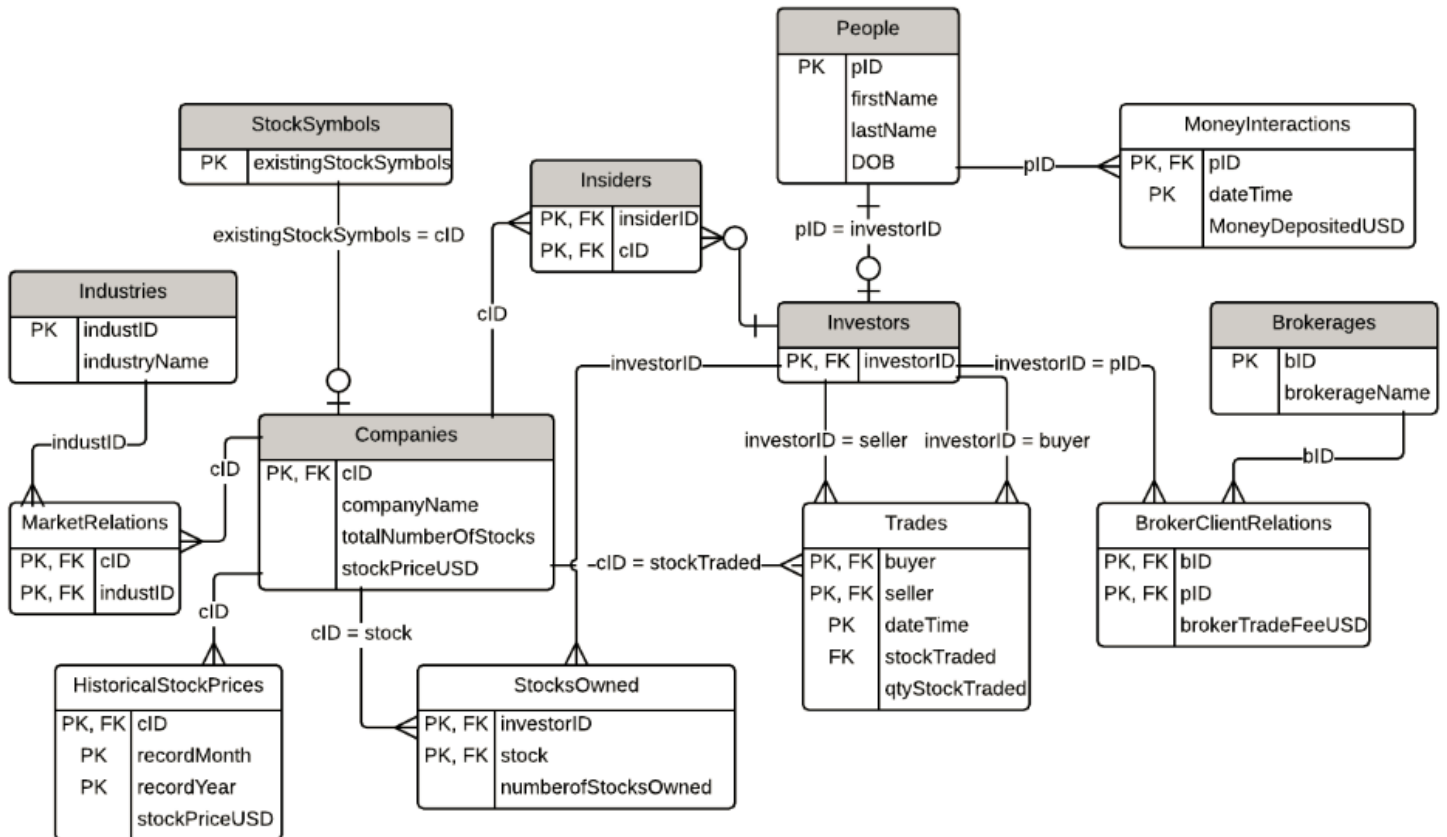 People
PK pID
firstName
lastName
DOB
StockSymbols
PK existingStockSymbols
MoneyInteractions
PK, FK pID
PK dateTime
MoneyDepositedUSD
pID
Insiders
PK, FK insiderID
PK, FK cID
existingStockSymbols = cID
pID = investorID
Industries
PK industID
industryName
cID
Investors
PK, FK investorID
Brokerages
PK bID
brokerageName
investorID
investorID = pID
Companies
PK, FK cID
companyName
totalNumberOfStocks
stockPriceUSD
industID
cID
investorID = seller
investorID = buyer
bID
MarketRelations
PK, FK cID
PK, FK industID
Trades
PK, FK buyer
PK, FK seller
PK dateTime
FK stockTraded
qtyStockTraded
BrokerClientRelations
PK, FK bID
PK, FK pID
brokerTradeFeeUSD
-cID = stockTraded
cID
cID = stock
HistoricalStockPrices
PK, FK cID
PK recordMonth
PK recordYear
stockPriceUSD
StocksOwned
PK, FK investorID
PK, FK stock
numberofStocksOwned